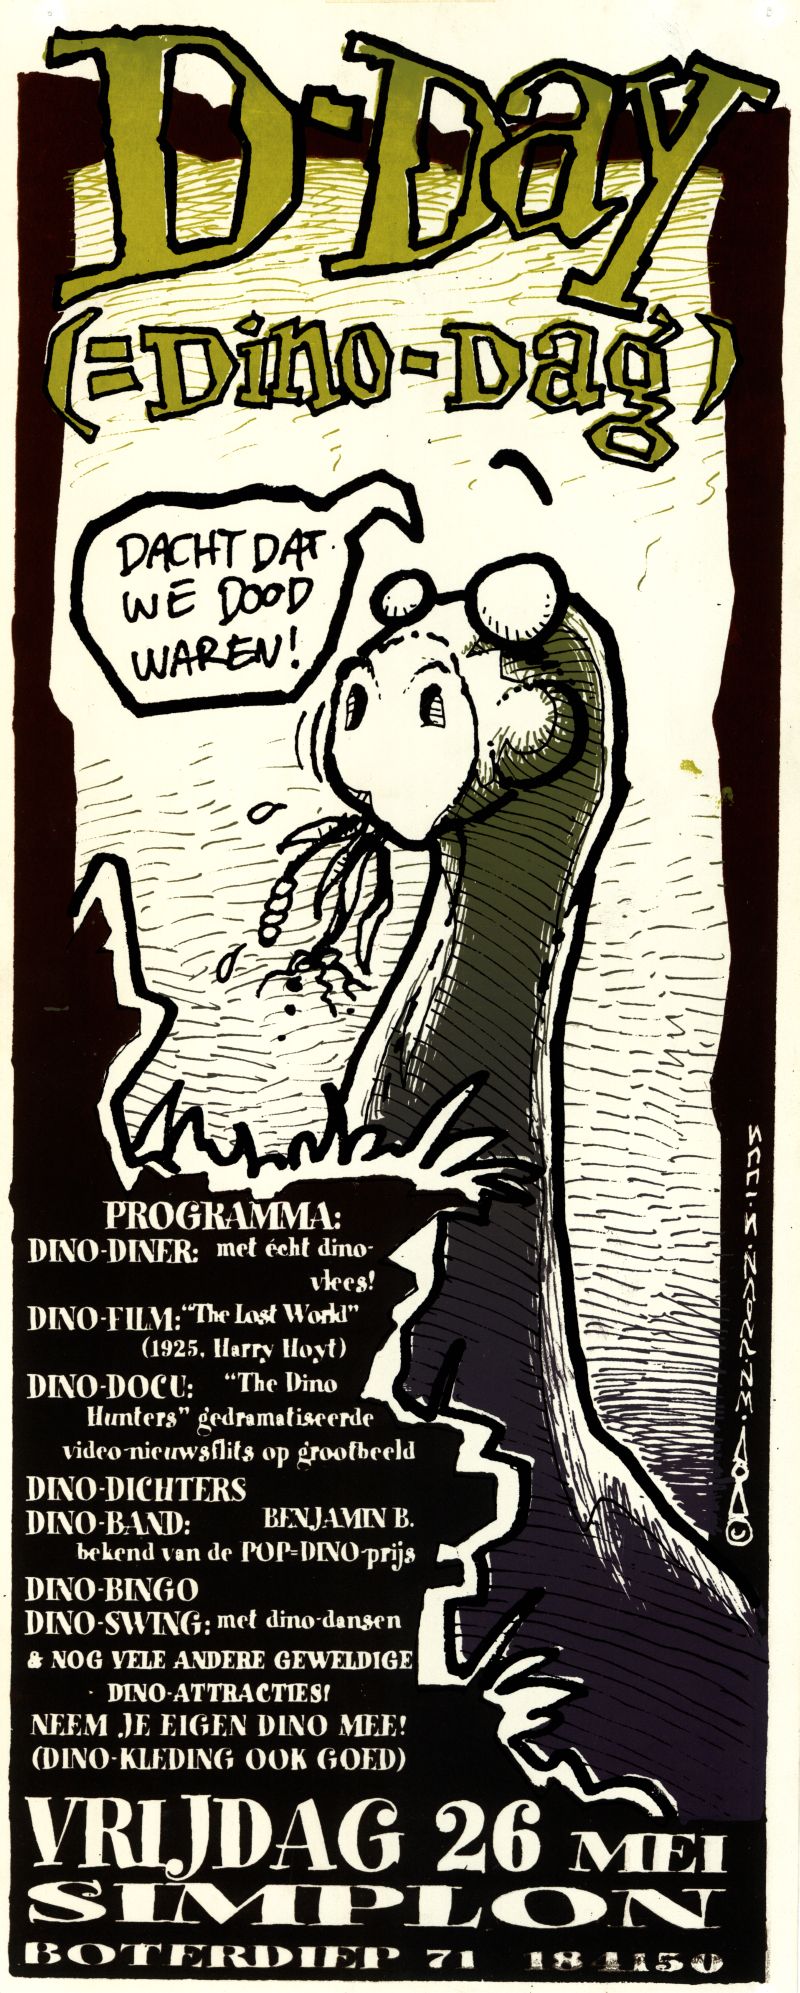 D-Day
(=Dino-Dag)
DACHT DAT
WE DOOD
WAREN!
PROGRAMMA:
DINO-DINER: met écht dino-
vlees!
DINO-FILM: "The Lost World"
(1925, Harry Hoyt)
DINO-DOCU: "The Dino
Hunters" gedramatiseerde
video-nieuwsflits op grootbeeld
DINO-DICHTERS
DINO-BAND: BENJAMIN B.
bekend van de POP=DINO-prijs
DINO-BINGO
DINO-SWING: met dino-dansen
& NOG VELE ANDERE GEWELDIGE
DINO-ATTRACTIES!
NEEM JE EIGEN DINO MEE!
(DINO-KLEDING OOK GOED)
VRIJDAG 26 MEI
SIMPLON
BOTERDIEP 71 184150